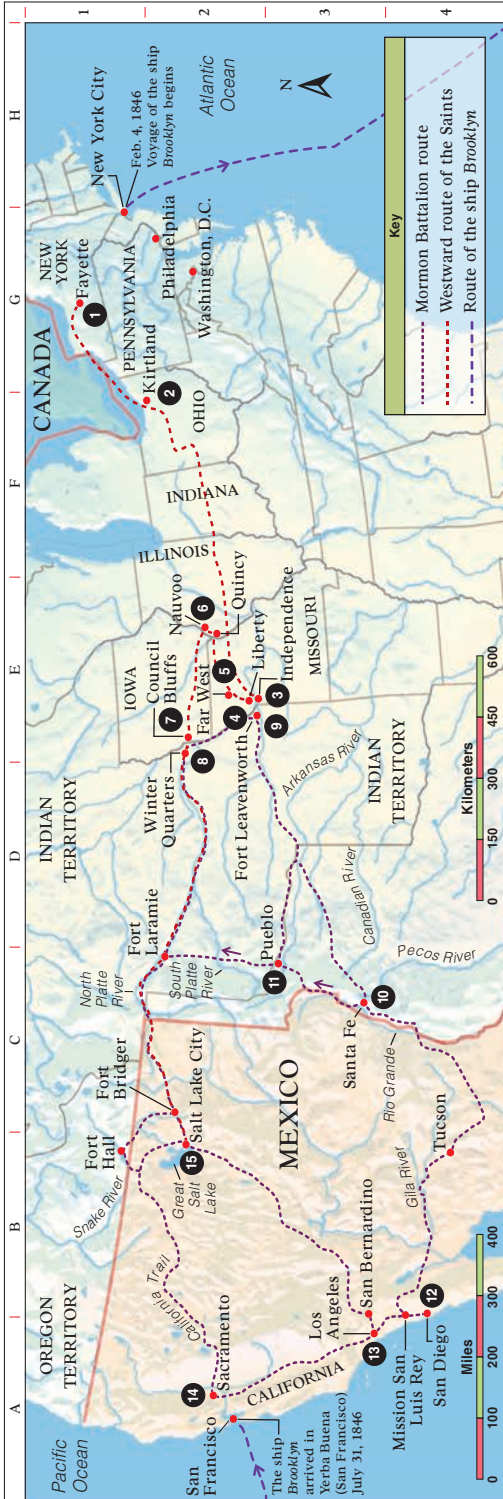 A
B
C
D
E
F
G
H
1
2
3
4
Pacific
Ocean
OREGON
TERRITORY
Snake River
Fort
Hall
Fort
Bridger
North
Platte
River
Fort
Laramie
INDIAN
TERRITORY
Winter
Quarters
8
7
Council
Bluffs
IOWA
Far West
5
Nauvoo
6
Quincy
ILLINOIS
INDIANA
OHIO
CANADA
Kirtland
2
PENNSYLVANIA
NEW
YORK
Fayette
1
New York City
Feb. 4, 1846
Voyage of the ship
Brooklyn begins
Philadelphia
Washington, D.C.
Atlantic
Ocean
N
San
Francisco
14
Sacramento
California Trail
Great
Salt
Lake
15
Salt Lake City
South
Platte
River
Pueblo
11
Fort Leavenworth
4
Liberty
3
Independence
9
MISSOURI
The ship
Brooklyn
arrived in
Yerba Buena
(San Francisco)
July 31, 1846
CALIFORNIA
Los
Angeles
13
San Bernardino
MEXICO
Santa Fe
10
Arkansas River
Canadian River
INDIAN
TERRITORY
Pecos River
Rio Grande
Mission San
Luis Rey
San Diego
12
Gila River
Tucson
Miles
0
100
200
300
400
Kilometers
0
150
300
450
600
Key
Mormon Battalion route
Westward route of the Saints
Route of the ship Brooklyn